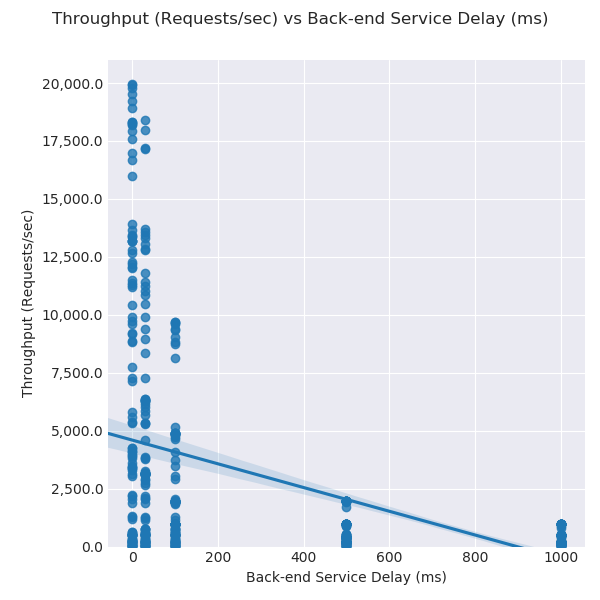 Throughput (Requests/sec) vs Back-end Service Delay (ms)
20,000.0
17,500.0
15,000.0
12,500.0
10,000.0
7,500.0
5,000.0
2,500.0
0.0
Throughput (Requests/sec)
0 200 400 600 800 1000
Back-end Service Delay (ms)